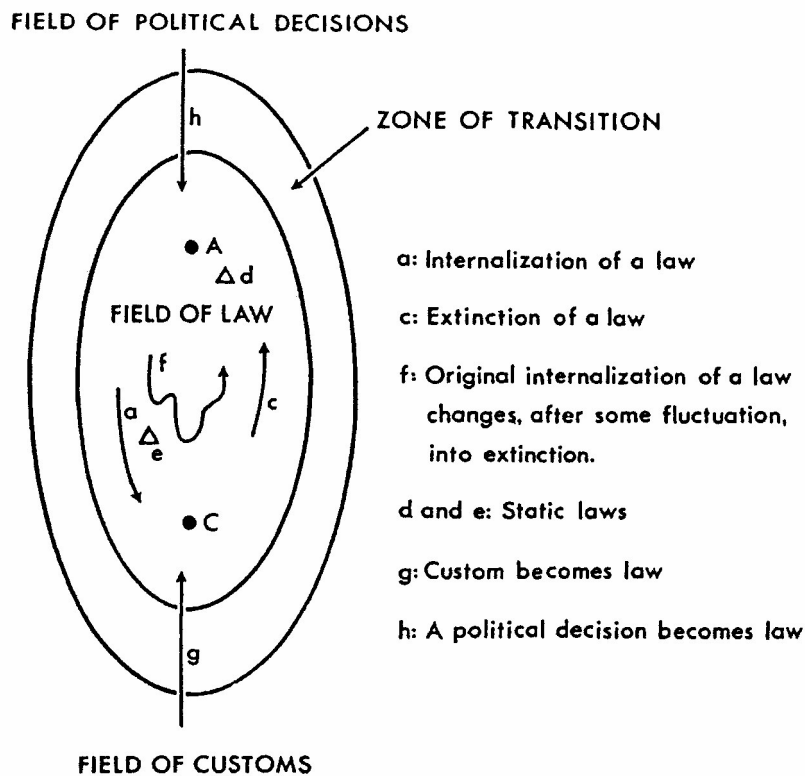 FIELD OF POLITICAL DECISIONS
h
ZONE OF TRANSITION
A
Δ d
FIELD OF LAW
f
a
c
Δ
e
C
g
FIELD OF CUSTOMS
a: Internalization of a law
c: Extinction of a law
f: Original internalization of a law
changes, after some fluctuation,
into extinction.
d and e: Static laws
g: Custom becomes law
h: A political decision becomes law